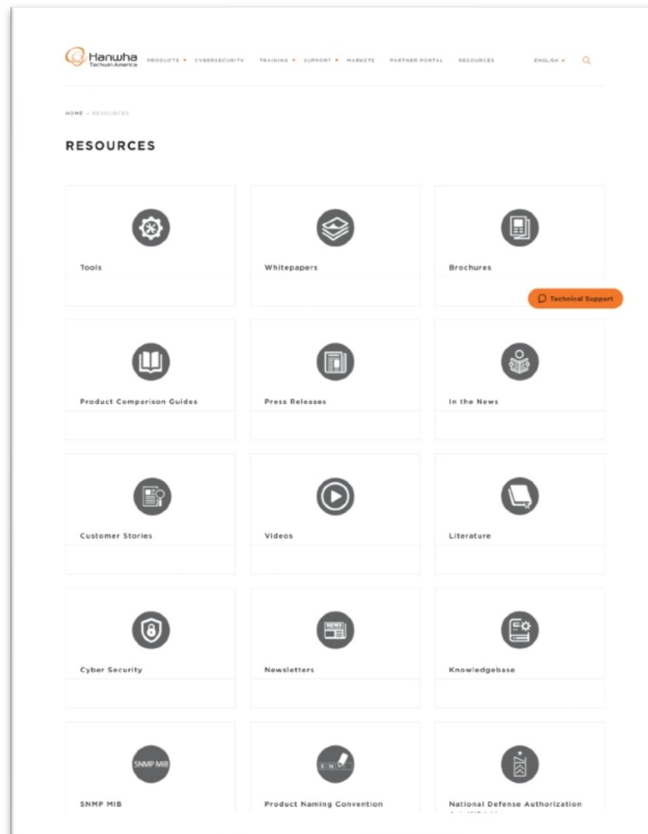 Hanwha
Techwin America
PRODUCTS CYBERSECURITY TRAINING SUPPORT MARKETS PARTNER PORTAL RESOURCES ENGLISH
HOME – RESOURCES
RESOURCES
Tools Whitepapers Brochures
Technical Support
Product Comparison Guides Press Releases In the News
Customer Stories Videos Literature
Cyber Security NEWS Newsletters Knowledgebase
SNMP MIB
SNMP MIB Product Naming Convention National Defense Authorization